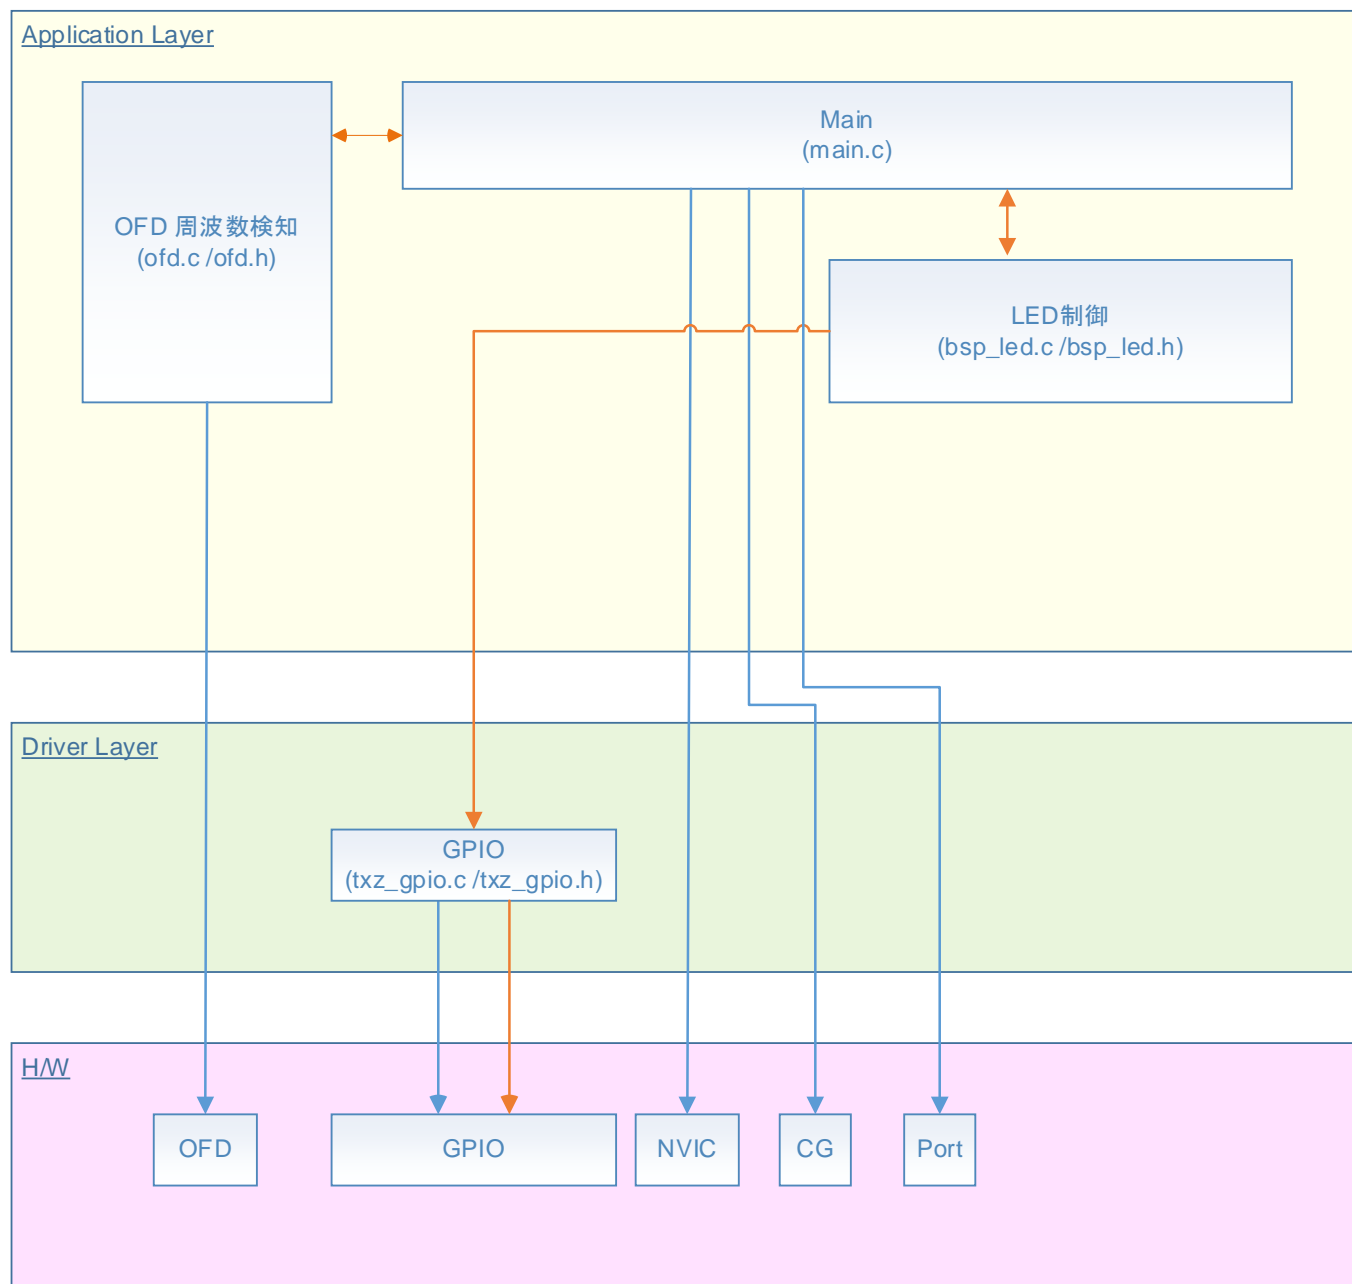 Application Layer
Main
(main.c)
OFD 周波数検知
(ofd.c /ofd.h)
LED制御
(bsp_led.c /bsp_led.h)
Driver Layer
GPIO
(txz_gpio.c /txz_gpio.h)
H/W
OFD
GPIO
NVIC
CG
Port